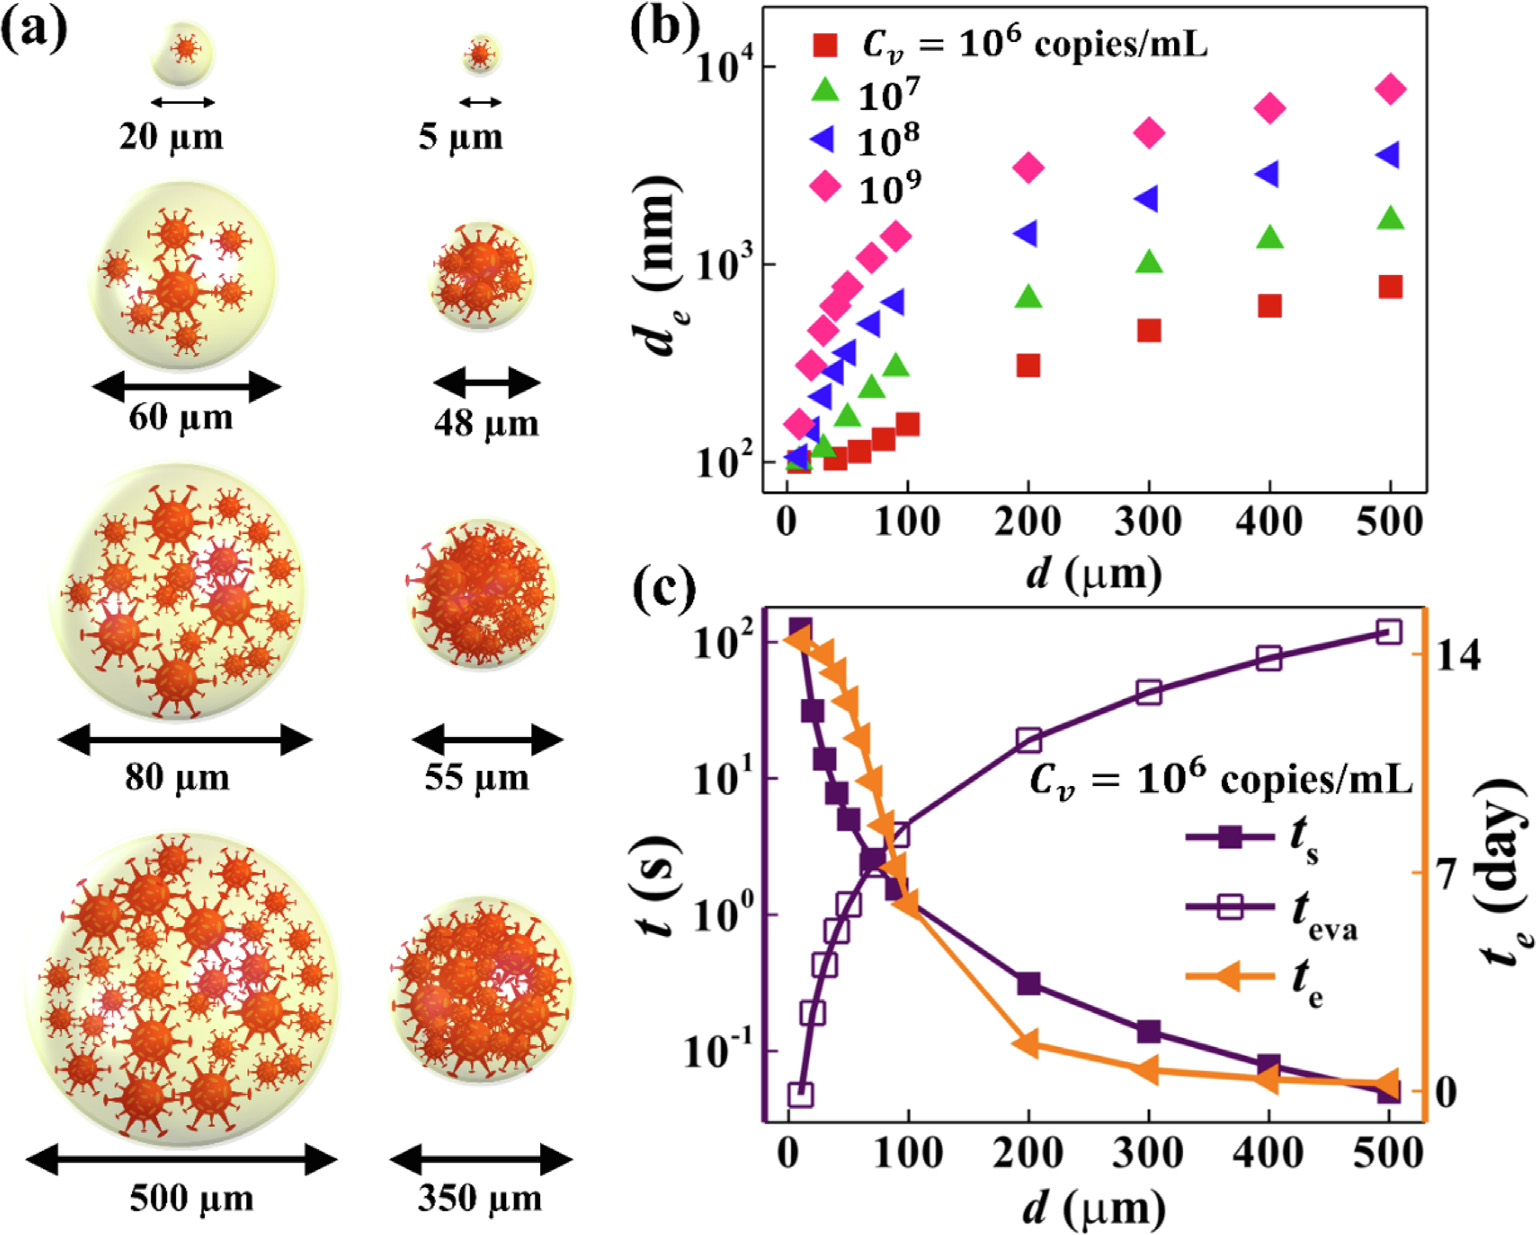 (a)
20 µm
5 µm
60 µm
48 µm
80 µm
55 µm
500 µm
350 µm
(b)
C_v = 10^6 copies/mL
10^7
10^8
10^9
10^4
10^3
10^2
d_e (nm)
0 100 200 300 400 500
d (µm)
(c)
10^2
10^1
10^0
10^-1
t (s)
C_v = 10^6 copies/mL
t_s
t_eva
t_e
14
7
0
t_e (day)
0 100 200 300 400 500
d (µm)